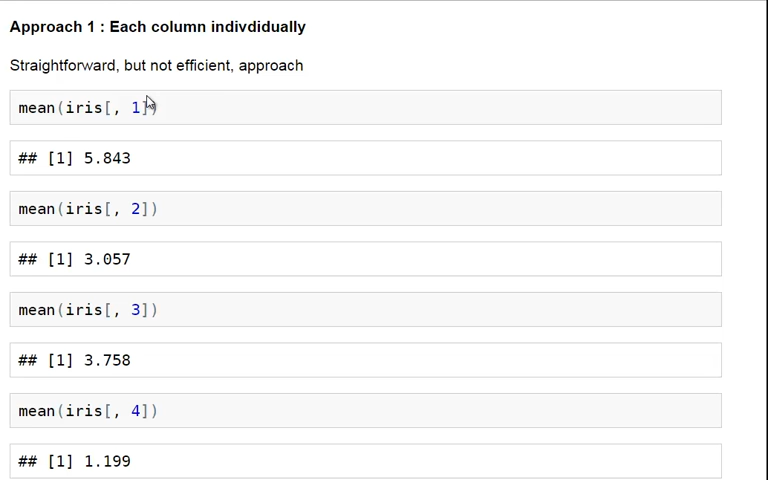 Approach 1 : Each column indivdidually
Straightforward, but not efficient, approach
mean(iris[, 1])
## [1] 5.843
mean(iris[, 2])
## [1] 3.057
mean(iris[, 3])
## [1] 3.758
mean(iris[, 4])
## [1] 1.199